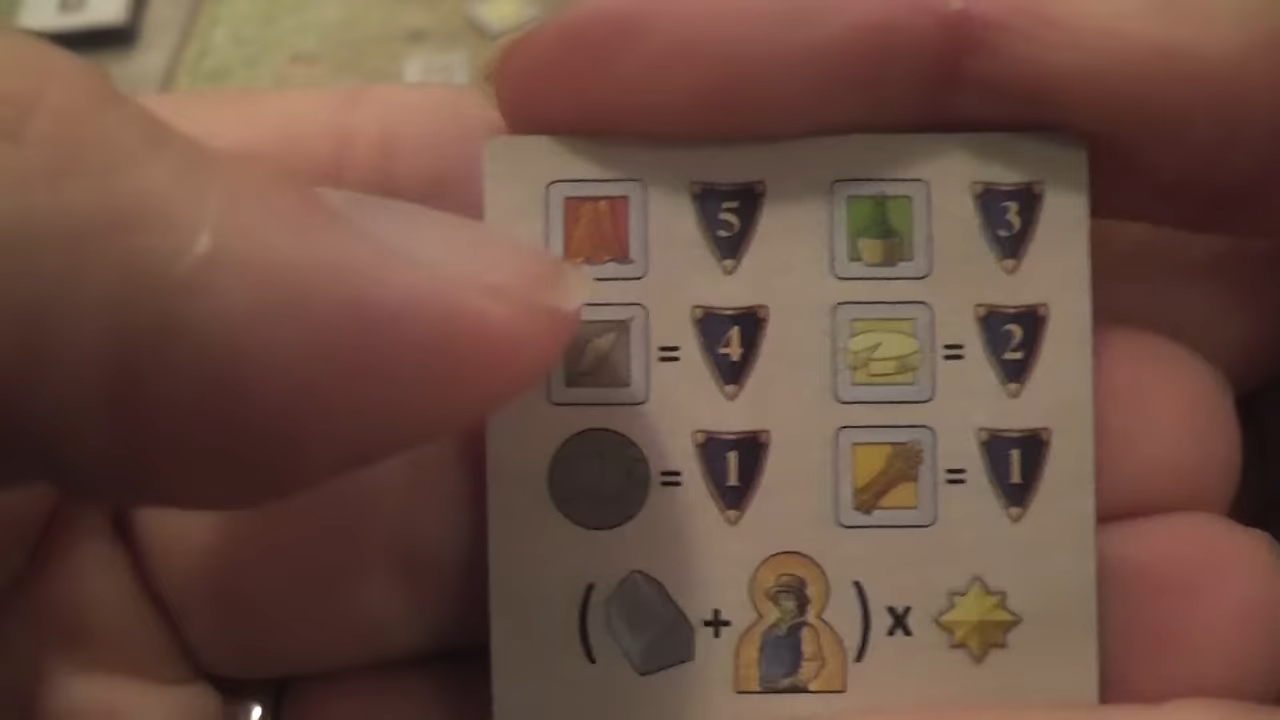 5 3
= 4 = 2
= 1 = 1
( + ) x